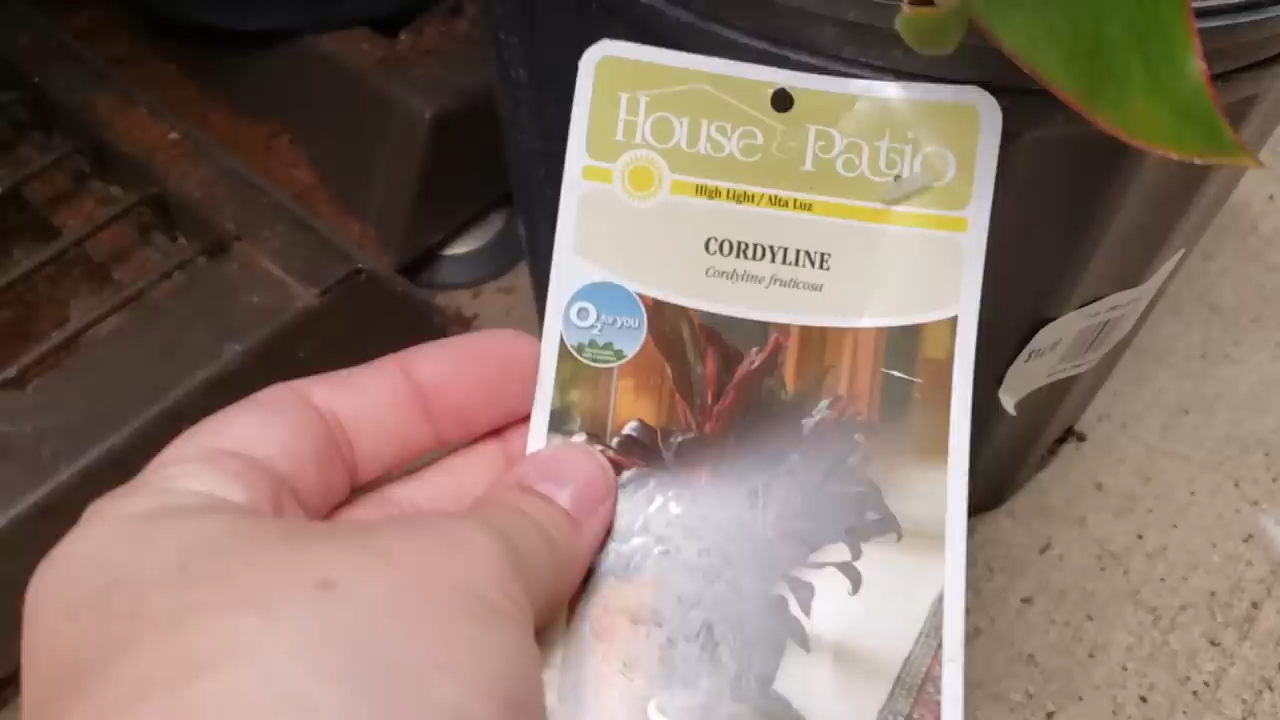 House & Patio
High Light / Alta Luz
CORDYLINE
Cordyline fruticosa
O2 for you